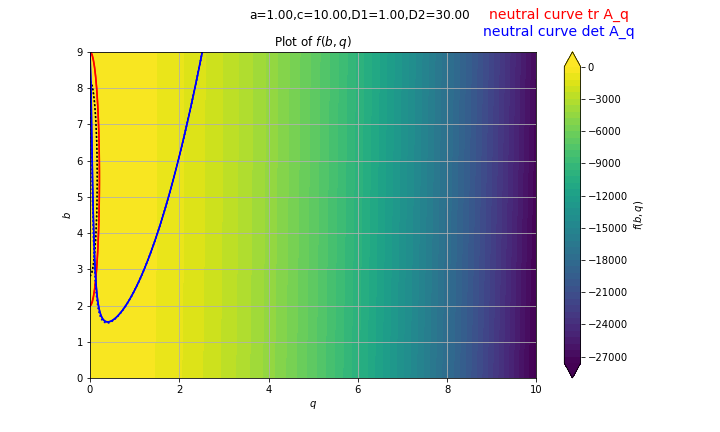 a=1.00,c=10.00,D1=1.00,D2=30.00
neutral curve tr A_q
neutral curve det A_q
Plot of f(b, q)
9
8
7
6
5
4
3
2
1
0
b
0 2 4 6 8 10
q
0
−3000
−6000
−9000
−12000
−15000
−18000
−21000
−24000
−27000
f(b, q)